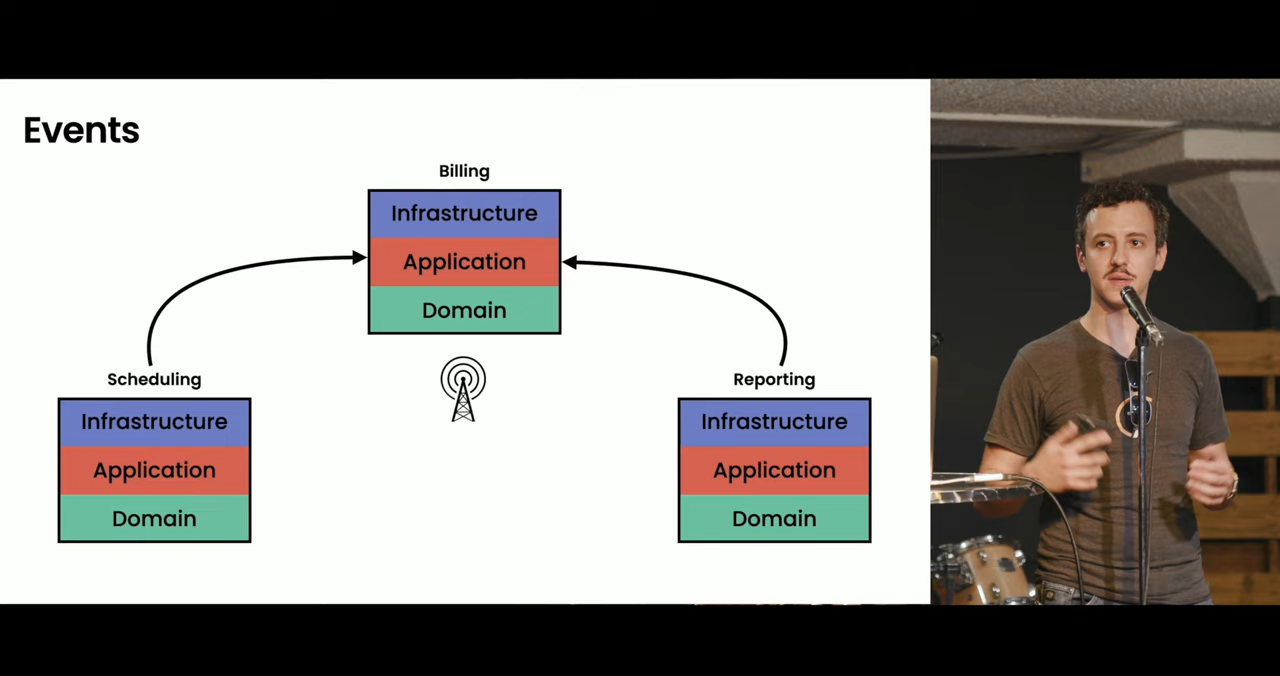 Events
Billing
Infrastructure
Application
Domain
Scheduling
Infrastructure
Application
Domain
Reporting
Infrastructure
Application
Domain